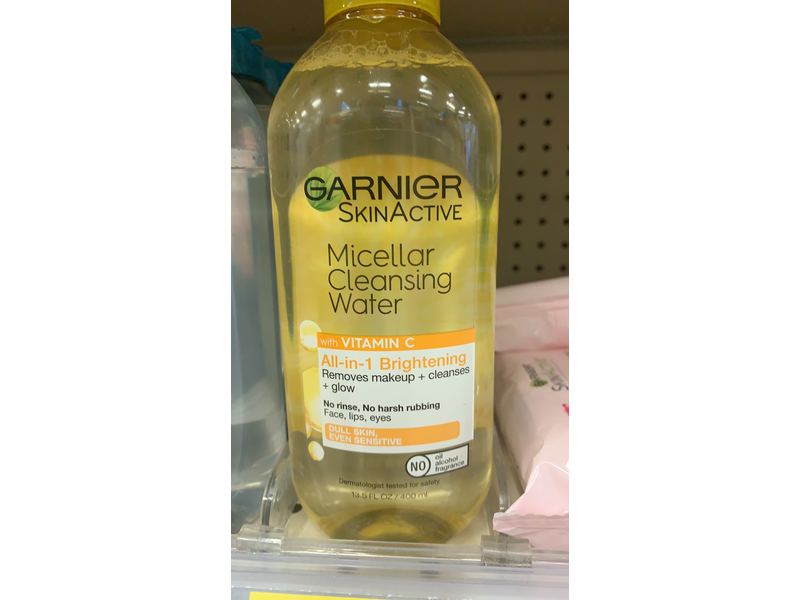 GARNIER
SKINACTIVE
Micellar
Cleansing
Water
with VITAMIN C
All-in-1 Brightening
Removes makeup + cleanses
+ glow
No rinse, No harsh rubbing
Face, lips, eyes
DULL SKIN,
EVEN SENSITIVE
NO oil
alcohol
fragrance
Dermatologist tested for safety
13.5 FL OZ / 400 ml